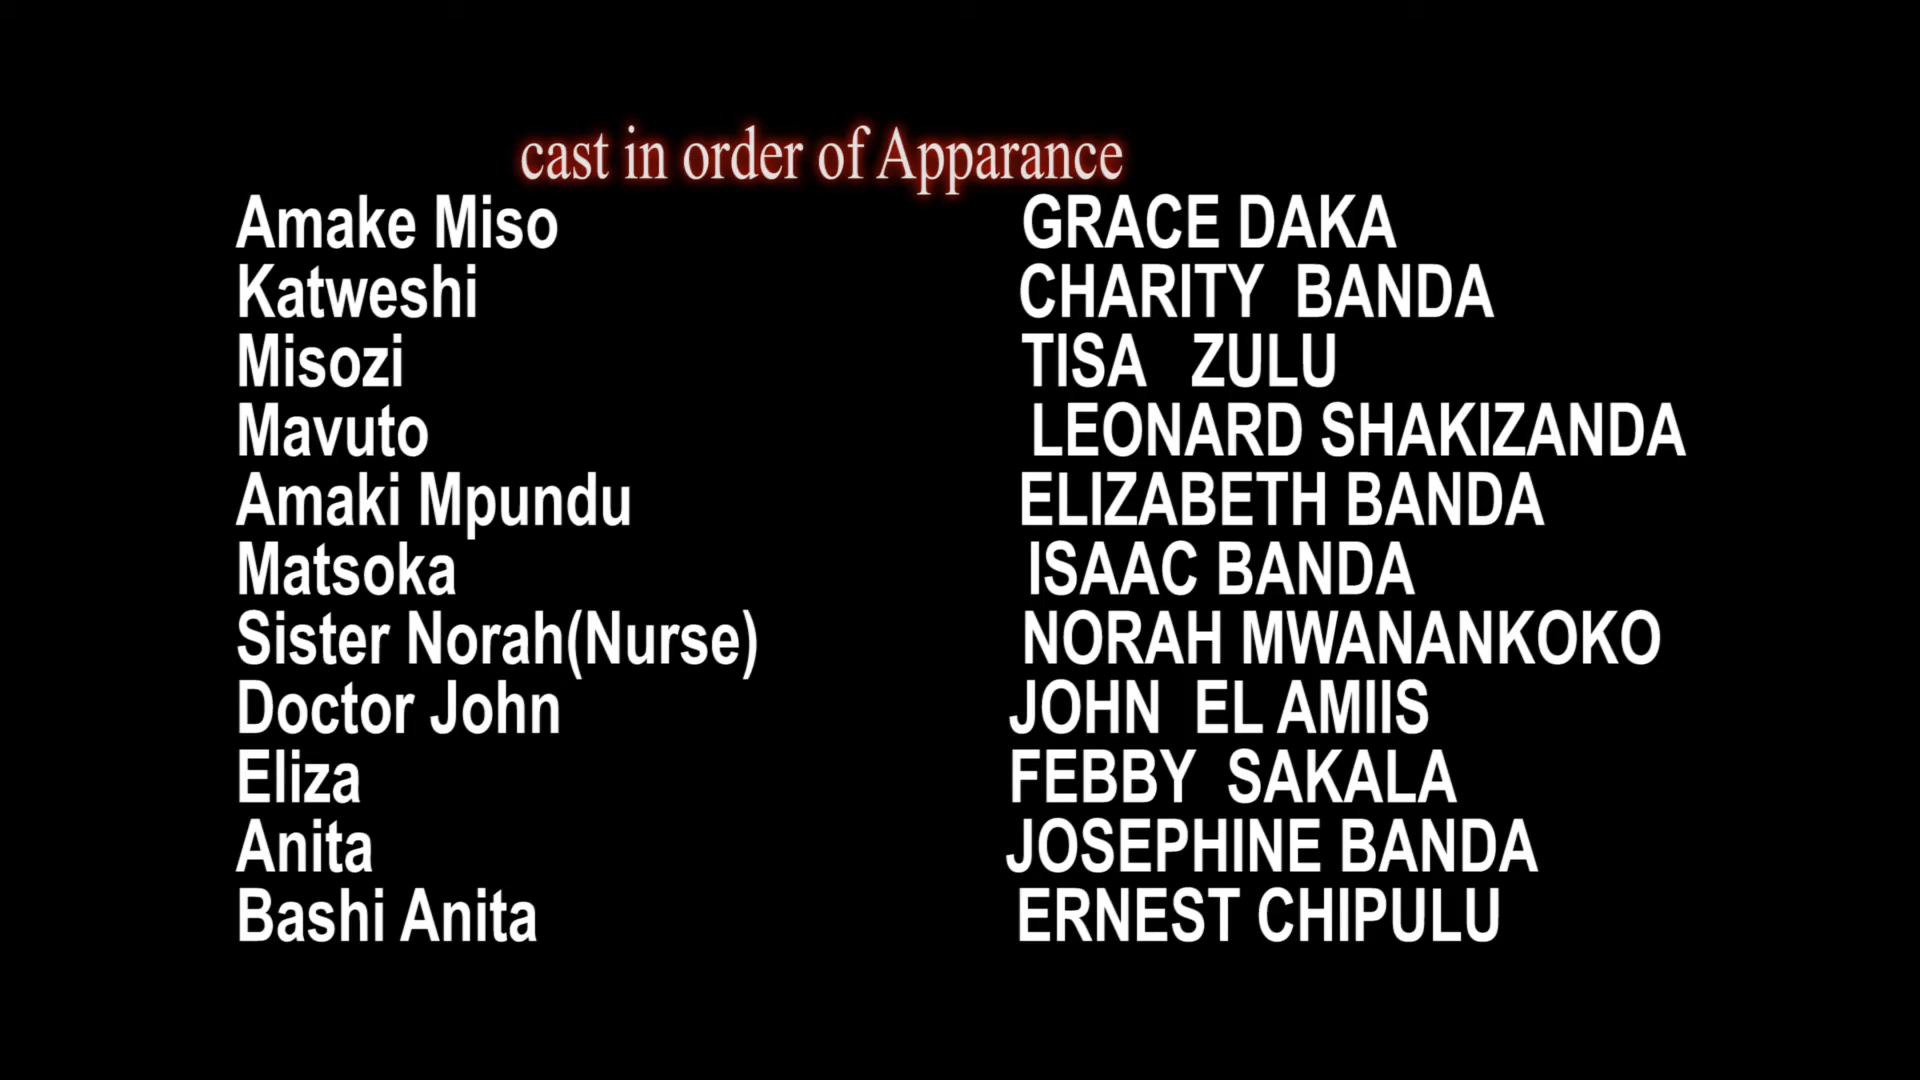 cast in order of Apparance
Amake Miso GRACE DAKA
Katweshi CHARITY BANDA
Misozi TISA ZULU
Mavuto LEONARD SHAKIZANDA
Amaki Mpundu ELIZABETH BANDA
Matsoka ISAAC BANDA
Sister Norah(Nurse) NORAH MWANANKOKO
Doctor John JOHN EL AMIIS
Eliza FEBBY SAKALA
Anita JOSEPHINE BANDA
Bashi Anita ERNEST CHIPULU